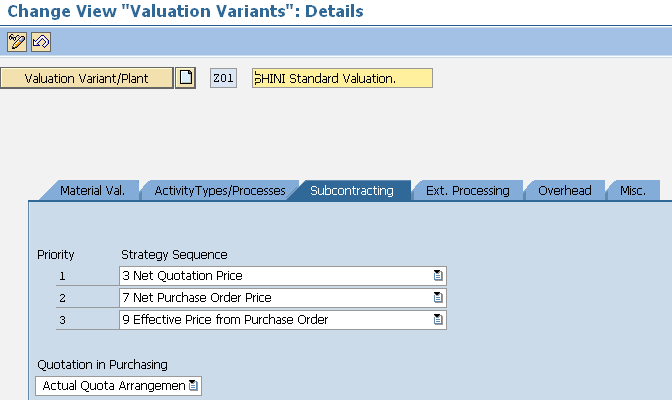 Change View "Valuation Variants": Details
Valuation Variant/Plant Z01 SHINI Standard Valuation.
Material Val. ActivityTypes/Processes Subcontracting Ext. Processing Overhead Misc.
Priority Strategy Sequence
1 3 Net Quotation Price
2 7 Net Purchase Order Price
3 9 Effective Price from Purchase Order
Quotation in Purchasing
Actual Quota Arrangemen